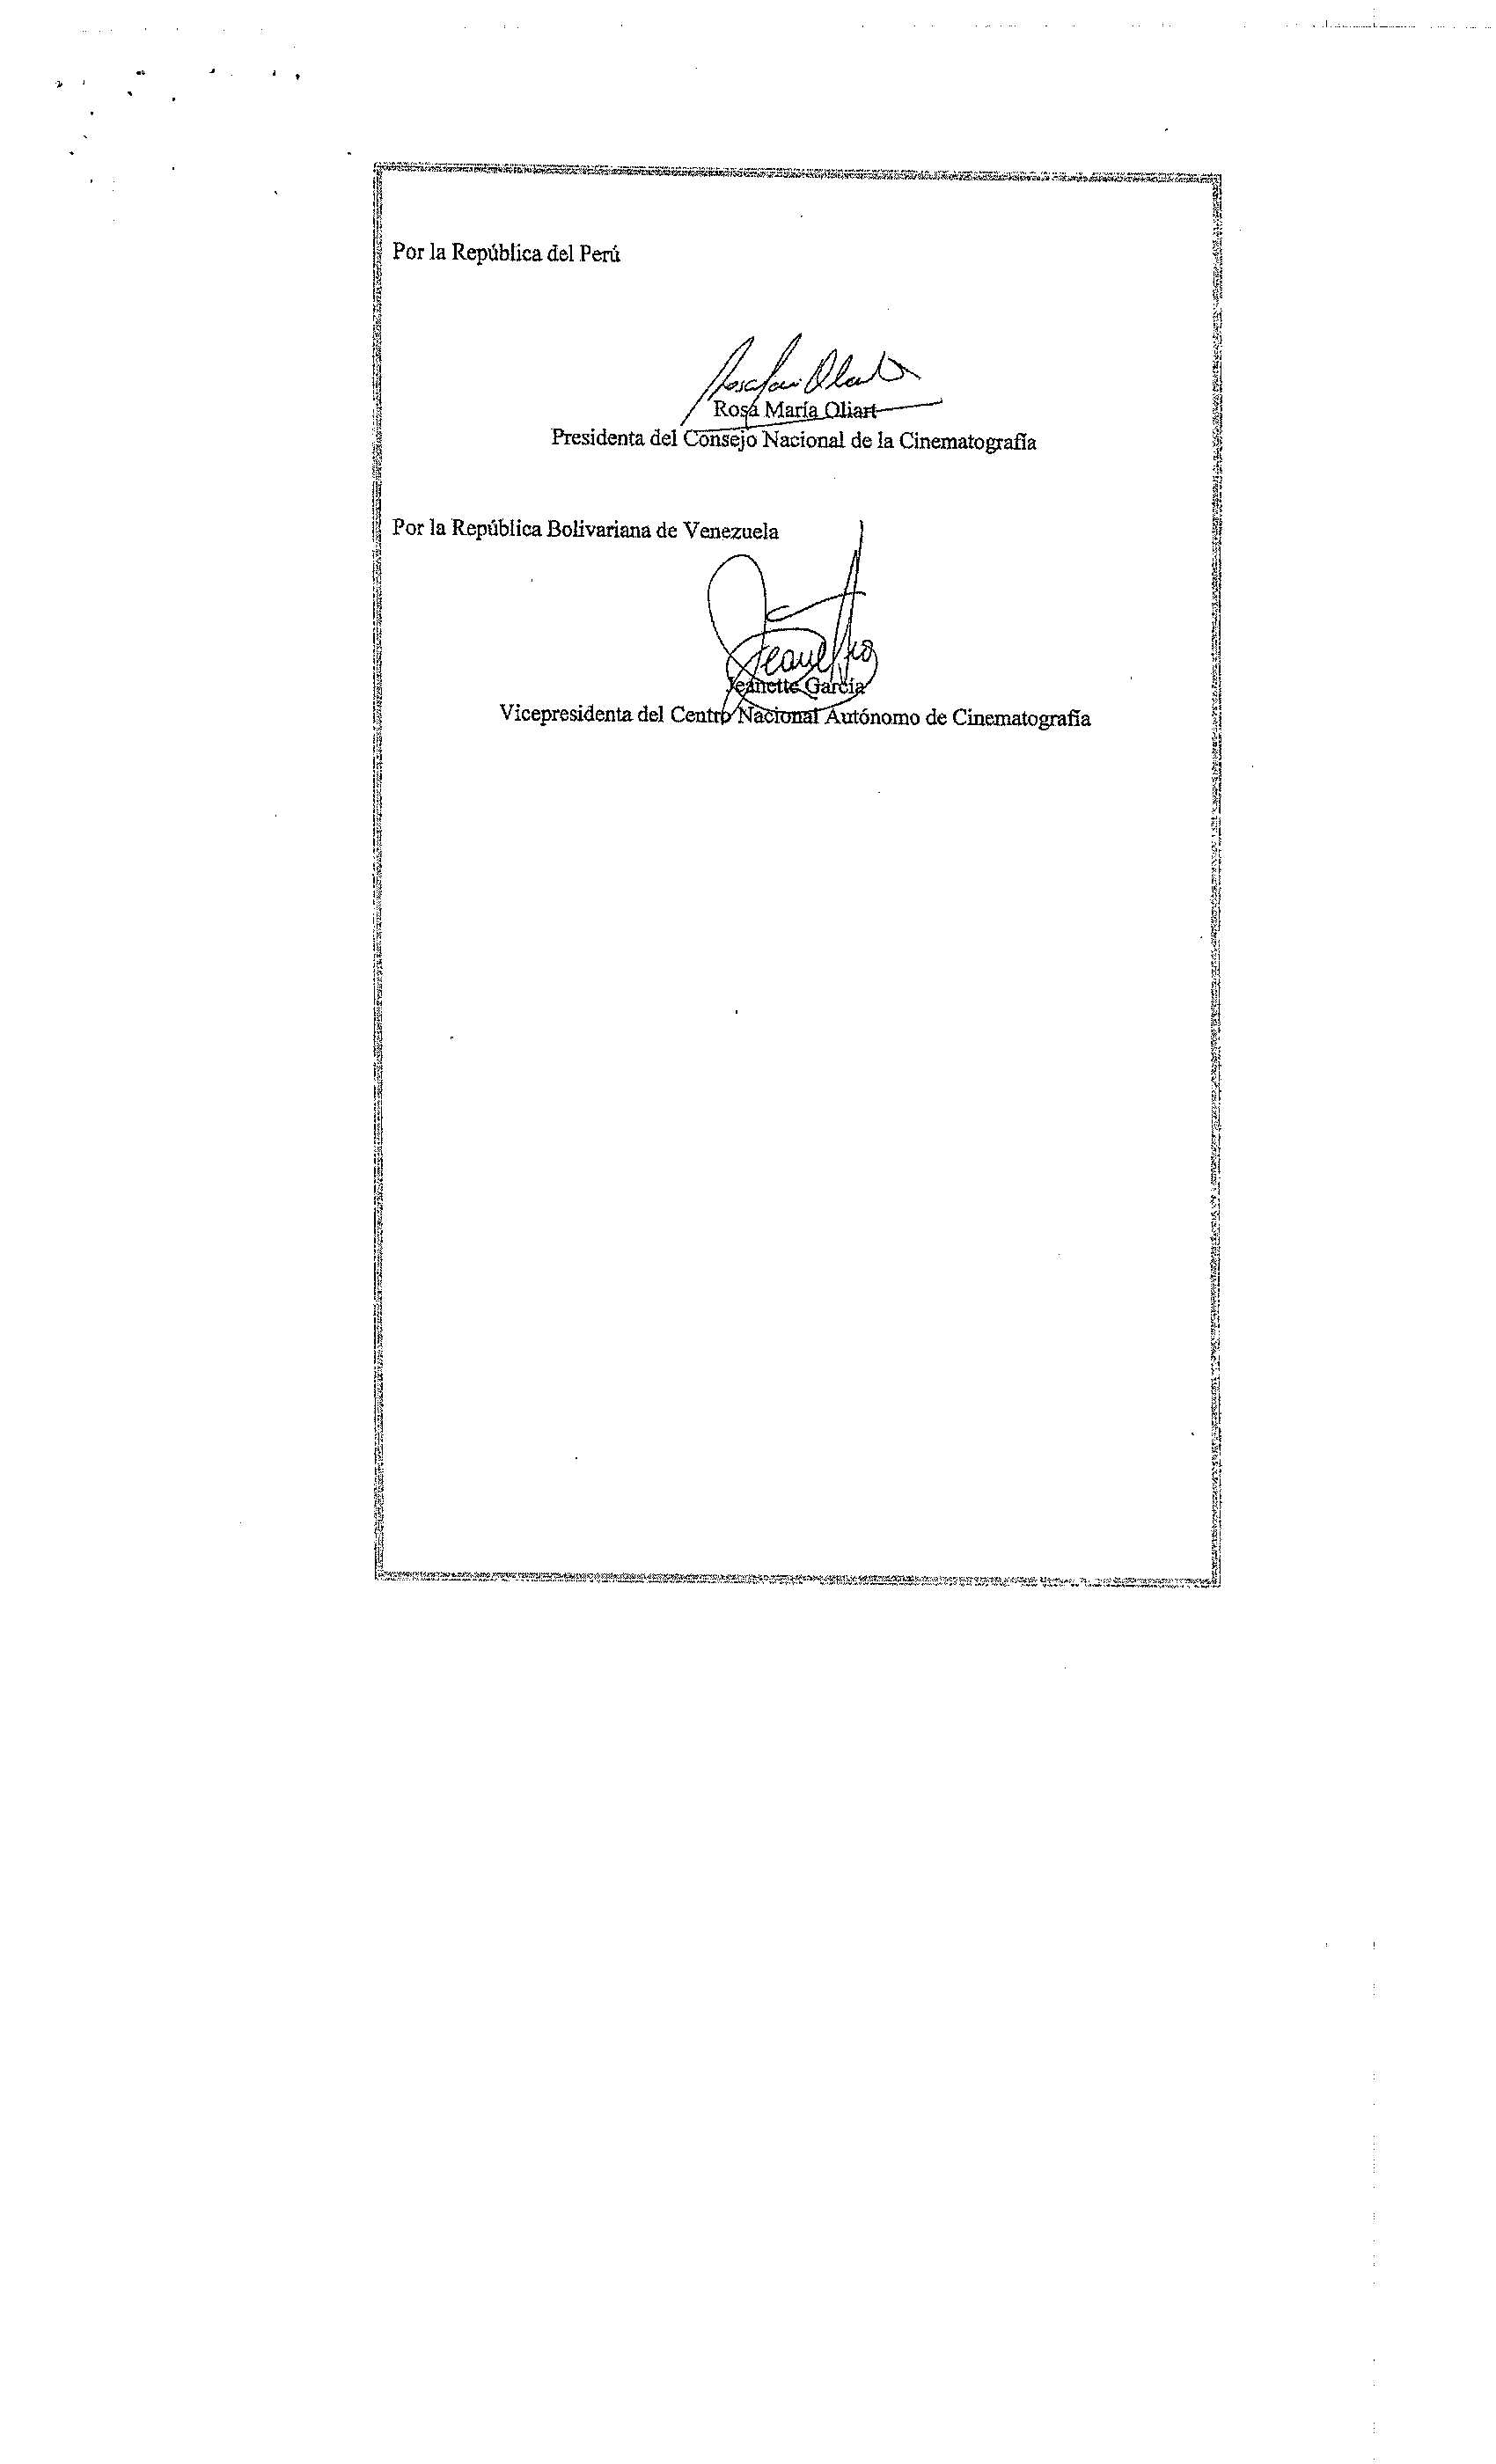 Por la República del Perú
Rosa María Oliart
Presidenta del Consejo Nacional de la Cinematografía
Por la República Bolivariana de Venezuela
Jeanette García
Vicepresidenta del Centro Nacional Autónomo de Cinematografía